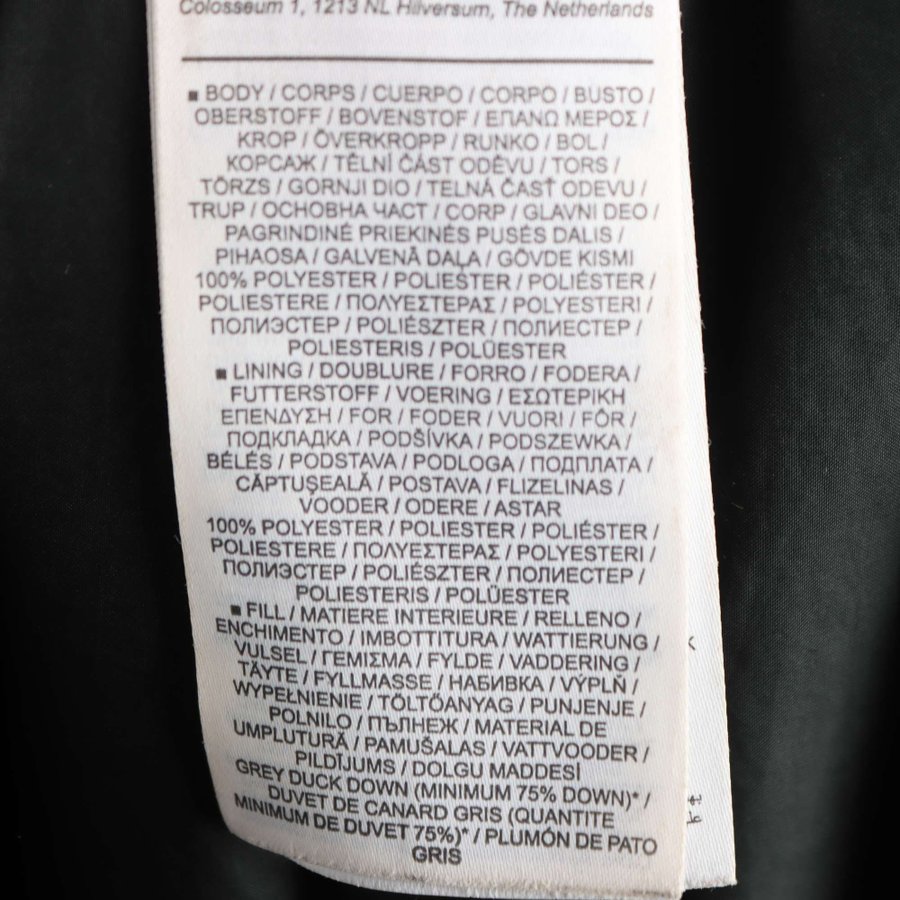 Colosseum 1, 1213 NL Hilversum, The Netherlands
■ BODY / CORPS / CUERPO / CORPO / BUSTO /
OBERSTOFF / BOVENSTOF / ΕΠΑΝΩ ΜΕΡΟΣ /
KROP / ÖVERKROPP / RUNKO / BOL /
КОРСАЖ / TĚLNÍ ČÁST ODĚVU / TORS /
TÖRZS / GORNJI DIO / TELNÁ ČASŤ ODEVU /
TRUP / ОСНОВНА ЧАСТ / CORP / GLAVNI DEO /
PAGRINDINĖ PRIEKINĖS PUSĖS DALIS /
PIHAOSA / GALVENĀ DAĻA / GÖVDE KISMI
100% POLYESTER / POLIESTER / POLIÉSTER /
POLIESTERE / ΠΟΛΥΕΣΤΕΡΑΣ / POLYESTERI /
ПОЛИЭСТЕР / POLIÉSZTER / ПОЛИЕСТЕР /
POLIESTERIS / POLÜESTER
■ LINING / DOUBLURE / FORRO / FODERA /
FUTTERSTOFF / VOERING / ΕΣΩΤΕΡΙΚΗ
ΕΠΕΝΔΥΣΗ / FOR / FODER / VUORI / FÔR /
ПОДКЛАДКА / PODŠÍVKA / PODSZEWKA /
BÉLÉS / PODSTAVA / PODLOGA / ПОДПЛАТА /
CĂPTUŞEALĂ / POSTAVA / FLIZELINAS /
VOODER / ODERE / ASTAR
100% POLYESTER / POLIESTER / POLIÉSTER /
POLIESTERE / ΠΟΛΥΕΣΤΕΡΑΣ / POLYESTERI /
ПОЛИЭСТЕР / POLIÉSZTER / ПОЛИЕСТЕР /
POLIESTERIS / POLÜESTER
■ FILL / MATIERE INTERIEURE / RELLENO /
ENCHIMENTO / IMBOTTITURA / WATTIERUNG /
VULSEL / ΓΕΜΙΣΜΑ / FYLDE / VADDERING /
TÄYTE / FYLLMASSE / НАБИВКА / VÝPLŇ /
WYPEŁNIENIE / TÖLTŐANYAG / PUNJENJE /
POLNILO / ПЪЛНЕЖ / MATERIAL DE
UMPLUTURĂ / PAMUŠALAS / VATTVOODER /
PILDĪJUMS / DOLGU MADDESİ
GREY DUCK DOWN (MINIMUM 75% DOWN)* /
DUVET DE CANARD GRIS (QUANTITE
MINIMUM DE DUVET 75%)* / PLUMÓN DE PATO
GRIS